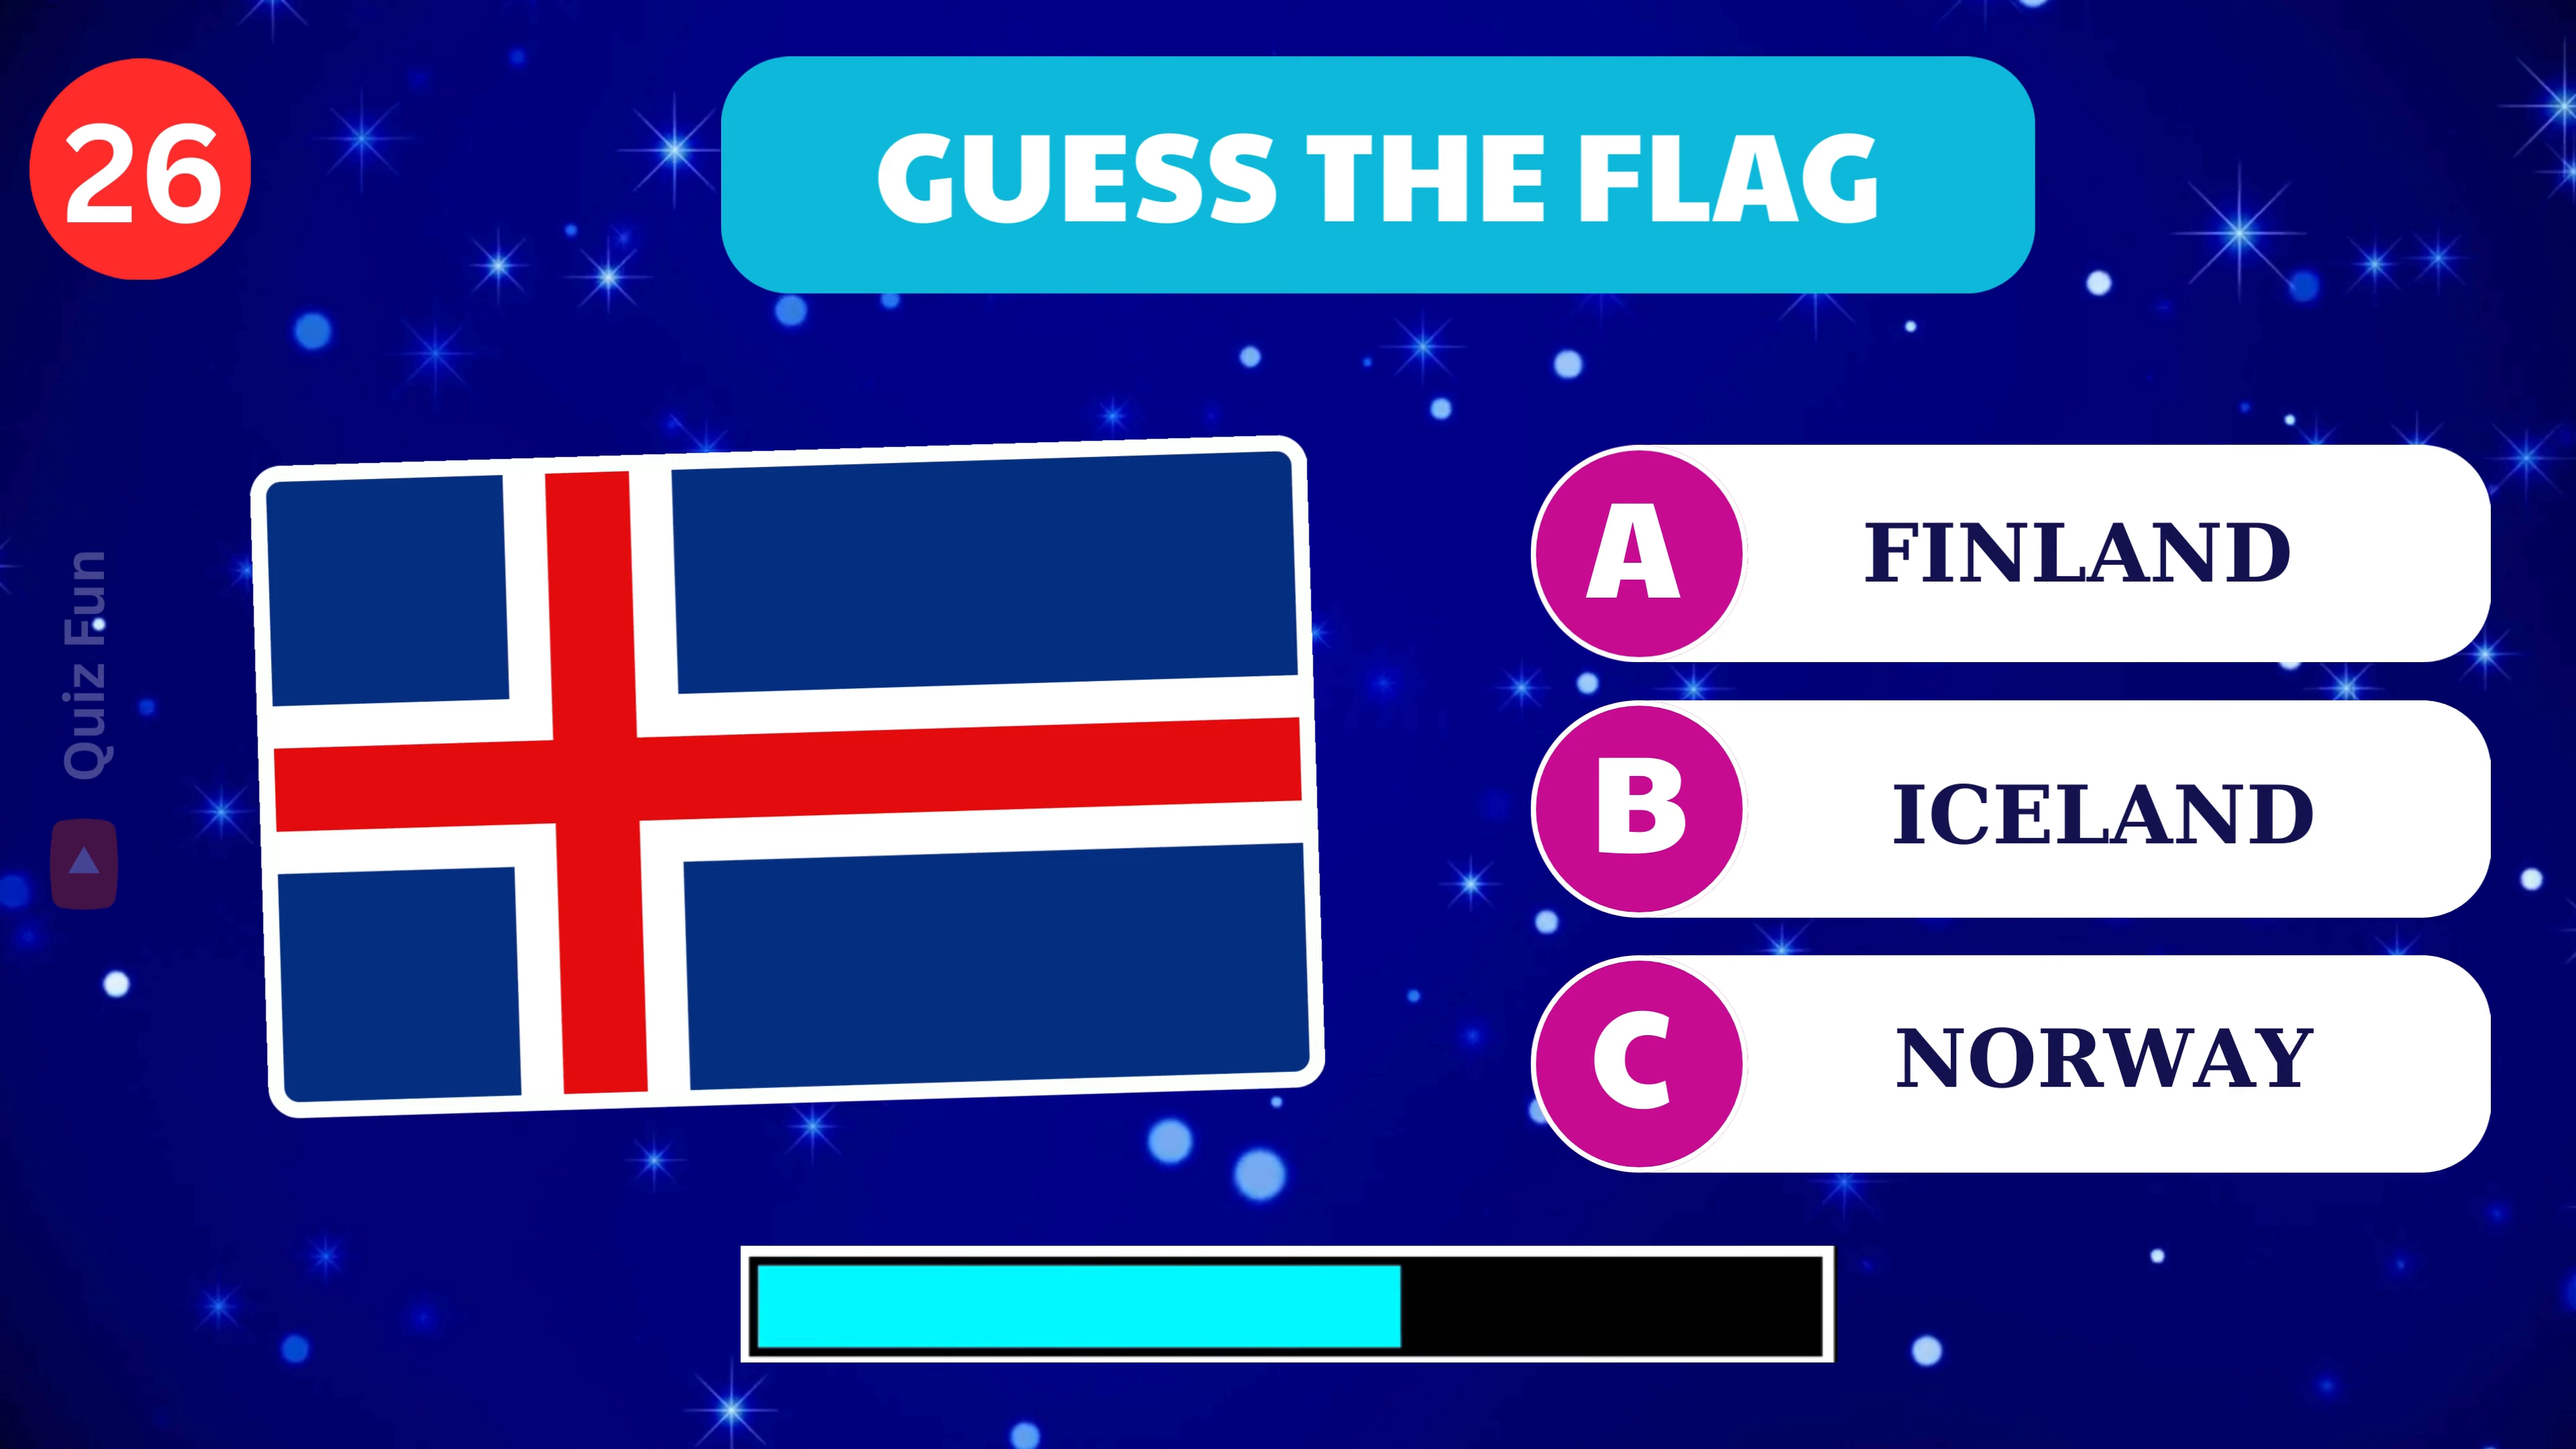 26
GUESS THE FLAG
A FINLAND
B ICELAND
C NORWAY
Quiz Fun